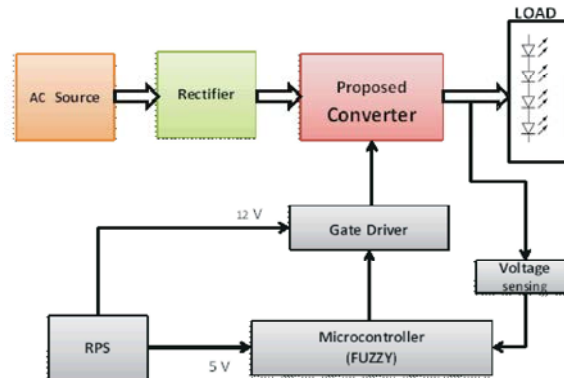 LOAD
AC Source
Rectifier
Proposed
Converter
12 V
Gate Driver
Voltage
sensing
RPS
5 V
Microcontroller
(FUZZY)